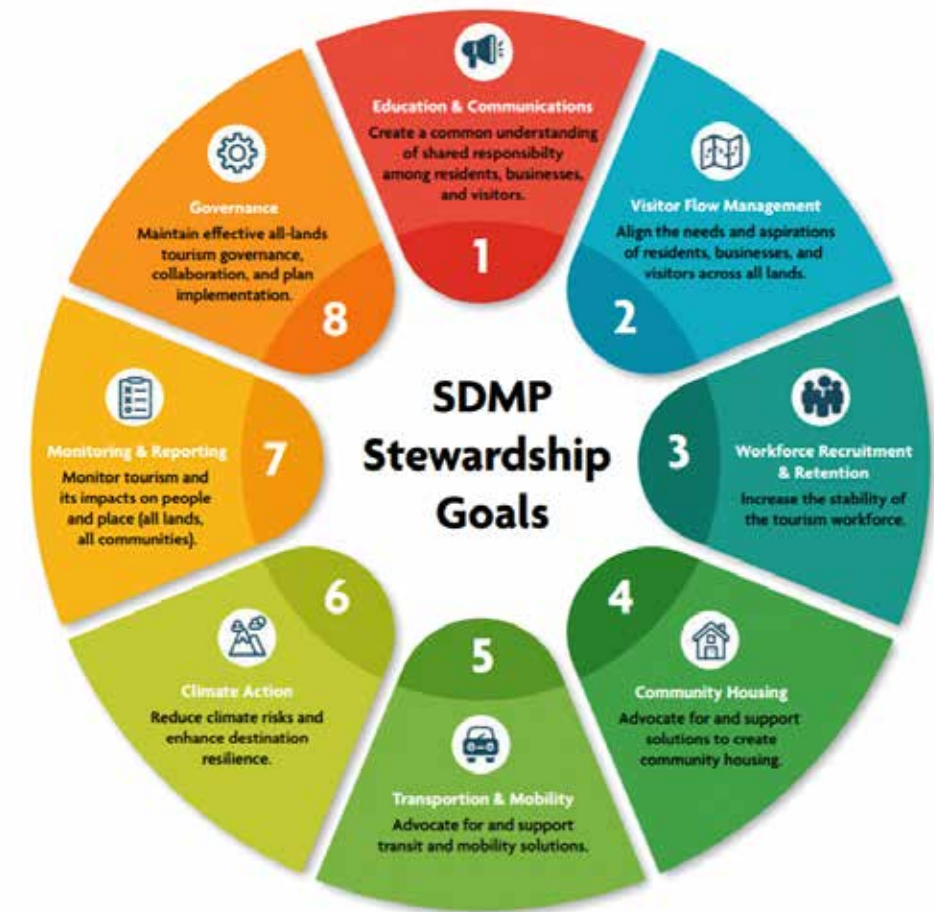 SDMP
Stewardship
Goals
1
Education & Communications
Create a common understanding
of shared responsibilty
among residents, businesses,
and visitors.
2
Visitor Flow Management
Align the needs and aspirations
of residents, businesses, and
visitors across all lands.
3
Workforce Recruitment
& Retention
Increase the stability of
the tourism workforce.
4
Community Housing
Advocate for and support
solutions to create
community housing.
5
Transportion & Mobility
Advocate for and support
transit and mobility solutions.
6
Climate Action
Reduce climate risks and
enhance destination
resilience.
7
Monitoring & Reporting
Monitor tourism and
its impacts on people
and place (all lands,
all communities).
8
Governance
Maintain effective all-lands
tourism governance,
collaboration, and plan
implementation.